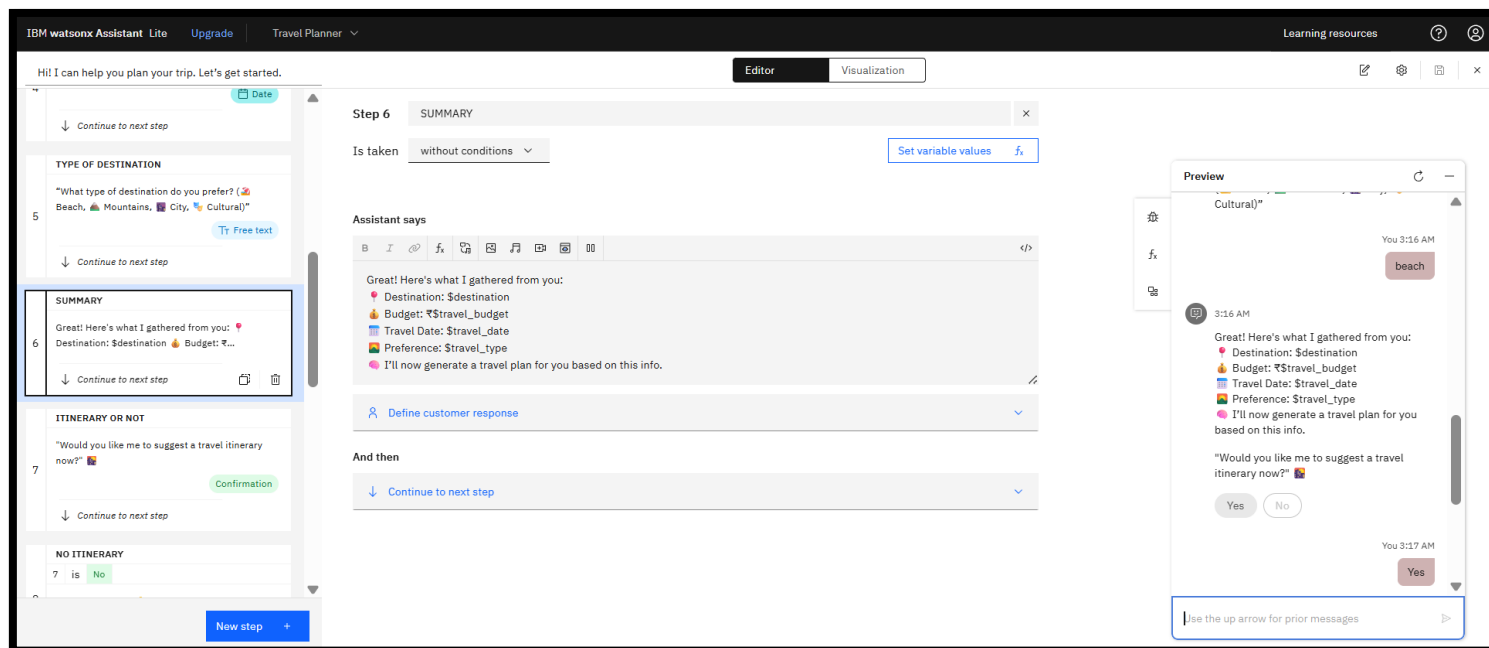 IBM watsonx Assistant Lite Upgrade Travel Planner Learning resources
Hi! I can help you plan your trip. Let's get started.
Editor Visualization
Date
Continue to next step
TYPE OF DESTINATION
5
"What type of destination do you prefer? (🏖️
Beach, ⛰️ Mountains, 🌆 City, 🎭 Cultural)"
Tт Free text
Continue to next step
SUMMARY
6
Great! Here's what I gathered from you: 📍
Destination: $destination 💰 Budget: ₹...
Continue to next step
ITINERARY OR NOT
7
"Would you like me to suggest a travel itinerary
now?" 🌇
Confirmation
Continue to next step
NO ITINERARY
7 is No
New step +
Step 6 SUMMARY
Is taken without conditions
Set variable values fx
Assistant says
B I fx </>
Great! Here's what I gathered from you:
📍 Destination: $destination
💰 Budget: ₹$travel_budget
📅 Travel Date: $travel_date
🌄 Preference: $travel_type
🧠 I'll now generate a travel plan for you based on this info.
Define customer response
And then
Continue to next step
fx
Preview
Cultural)"
You 3:16 AM
beach
3:16 AM
Great! Here's what I gathered from you:
📍 Destination: $destination
💰 Budget: ₹$travel_budget
📅 Travel Date: $travel_date
🌄 Preference: $travel_type
🧠 I'll now generate a travel plan for you
based on this info.
"Would you like me to suggest a travel
itinerary now?" 🌇
Yes No
You 3:17 AM
Yes
Use the up arrow for prior messages